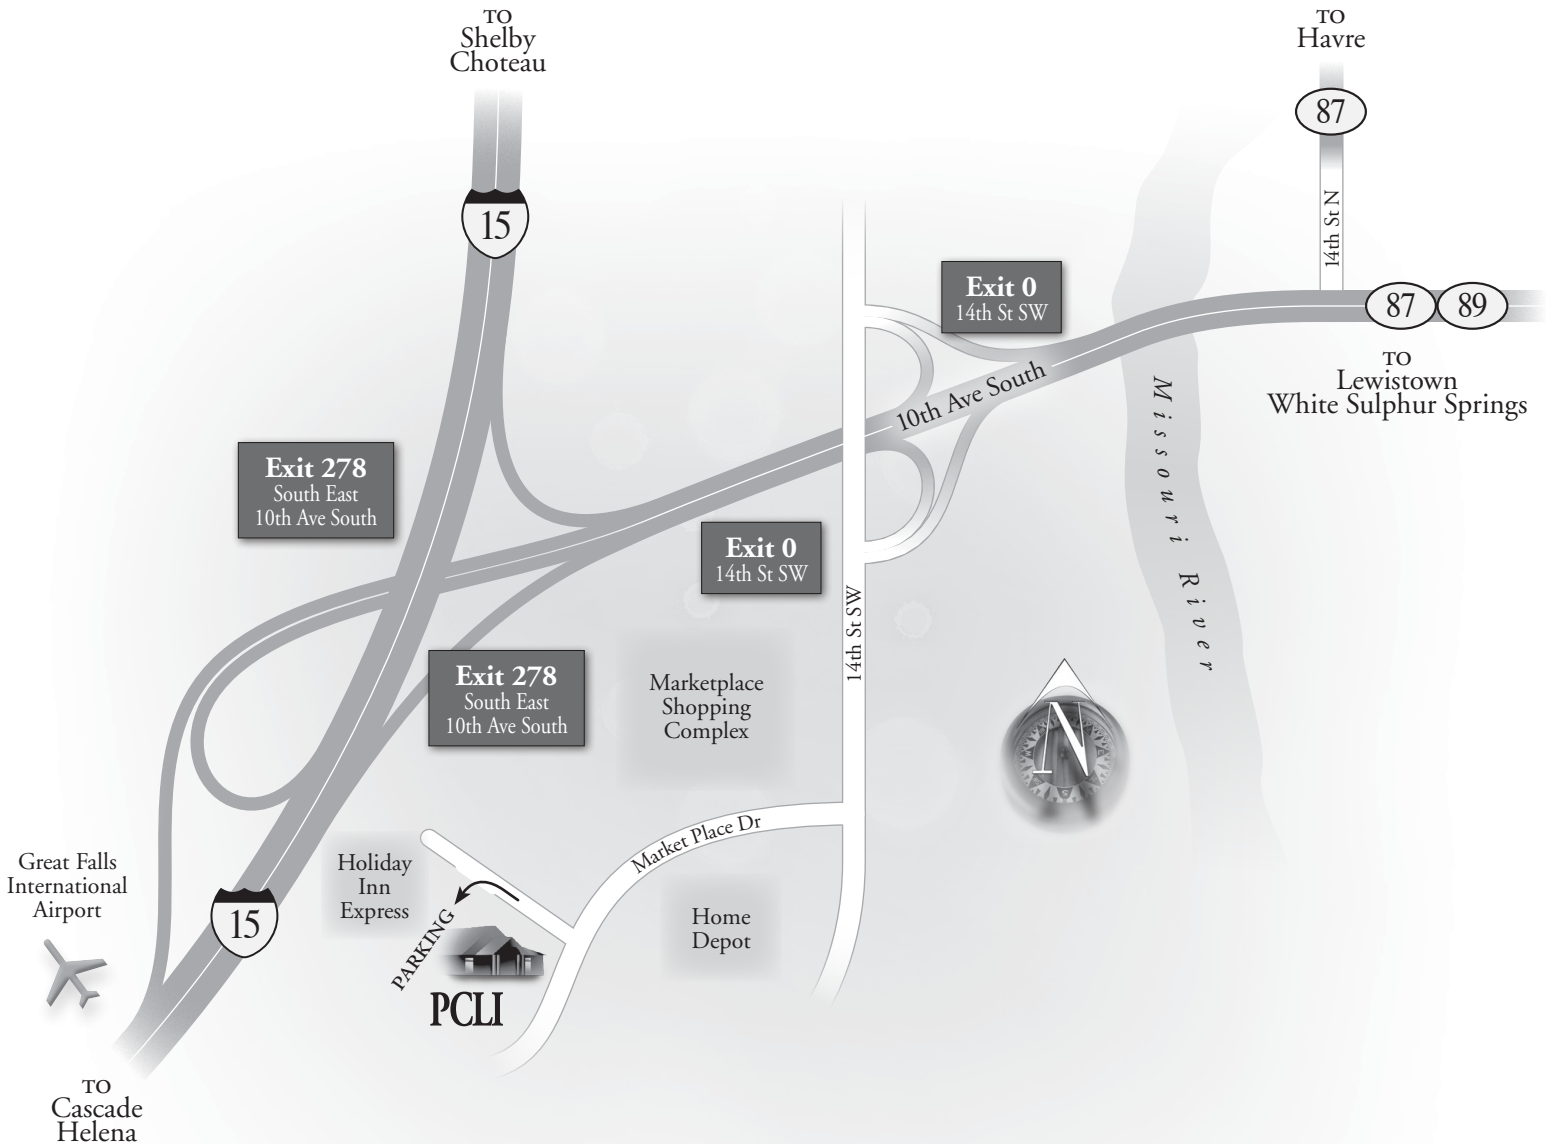 TO
Shelby
Choteau
TO
Havre
87
15
14th St N
Exit 0
14th St SW
87
89
TO
Lewistown
White Sulphur Springs
10th Ave South
Missouri River
Exit 278
South East
10th Ave South
Exit 0
14th St SW
14th St SW
Exit 278
South East
10th Ave South
Marketplace
Shopping
Complex
N
Market Place Dr
Great Falls
International
Airport
Holiday
Inn
Express
15
PARKING
Home
Depot
PCLI
TO
Cascade
Helena